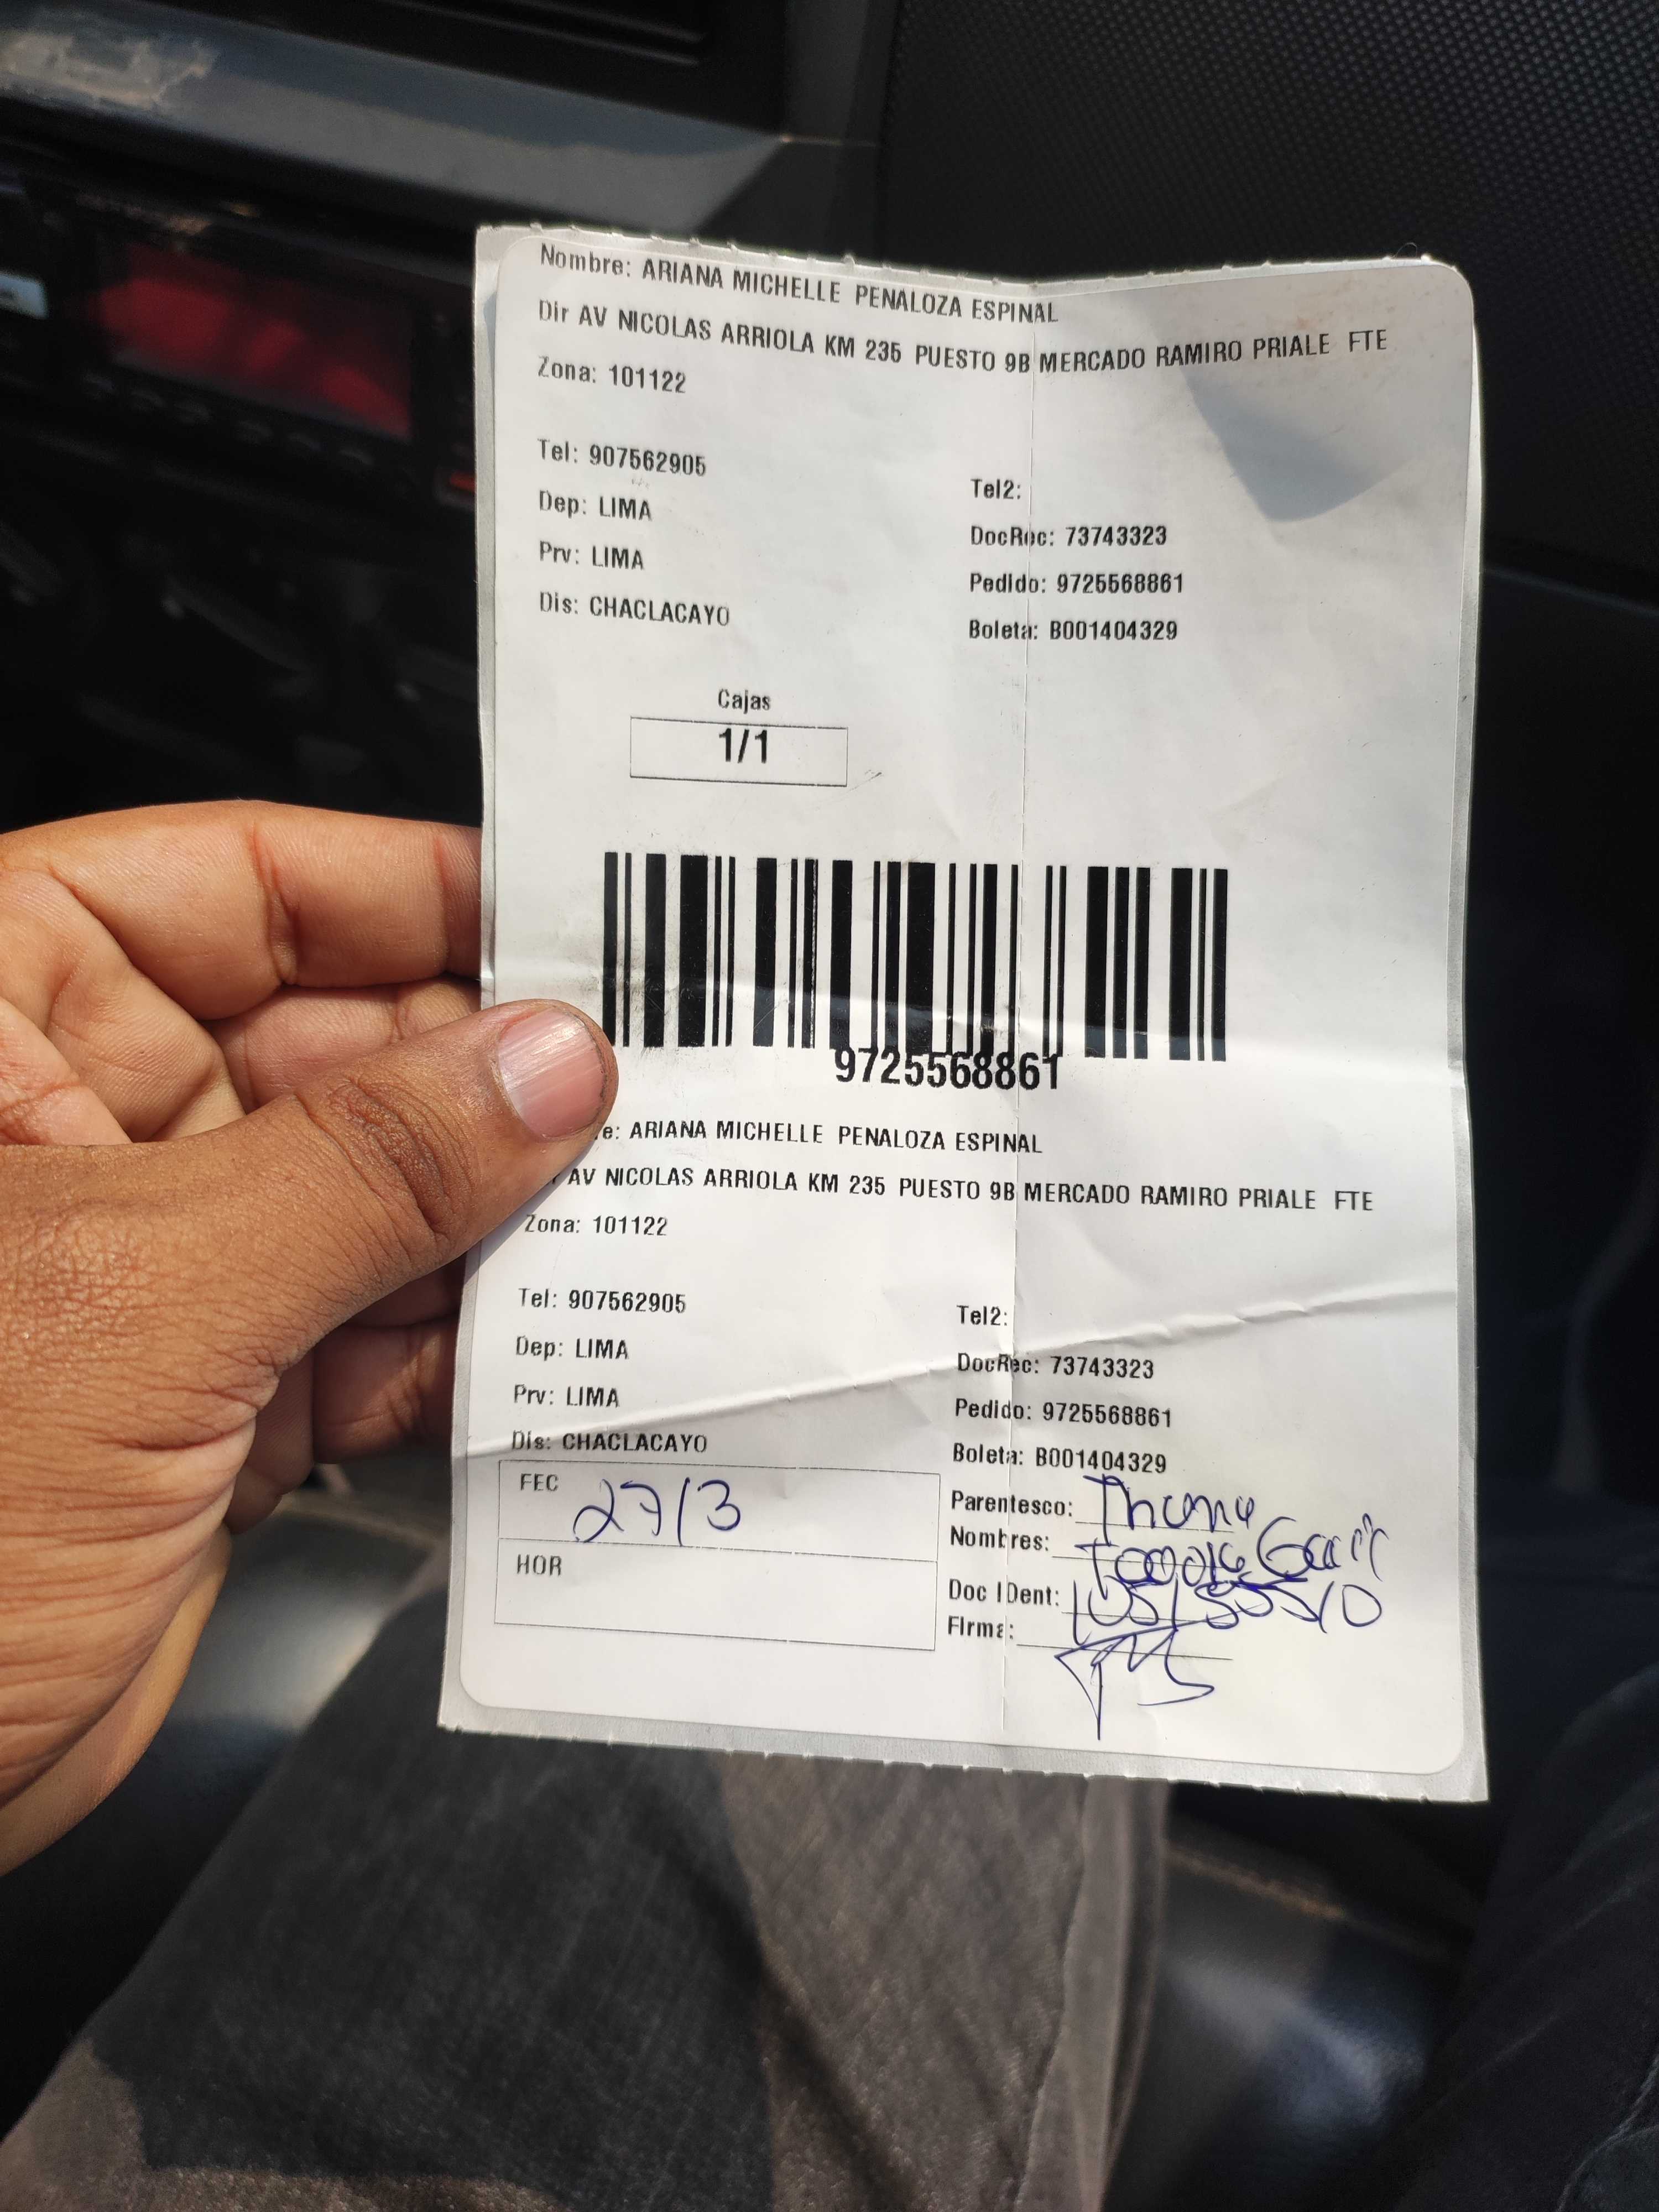 Nombre: ARIANA MICHELLE PENALOZA ESPINAL
Dir AV NICOLAS ARRIOLA KM 235 PUESTO 9B MERCADO RAMIRO PRIALE FTE
Zona: 101122
Tel: 907562905
Tel2:
Dep: LIMA
DocRec: 73743323
Prv: LIMA
Pedido: 9725568861
Dis: CHACLACAYO
Boleta: B001404329
Cajas
1/1
9725568861
e: ARIANA MICHELLE PENALOZA ESPINAL
AV NICOLAS ARRIOLA KM 235 PUESTO 9B MERCADO RAMIRO PRIALE FTE
Zona: 101122
Tel: 907562905
Tel2:
Dep: LIMA
DocRec: 73743323
Prv: LIMA
Pedido: 9725568861
Dis: CHACLACAYO
Boleta: B001404329
FEC 27/3
Parentesco:
Nombres:
HOR
Doc IDent:
Firma: